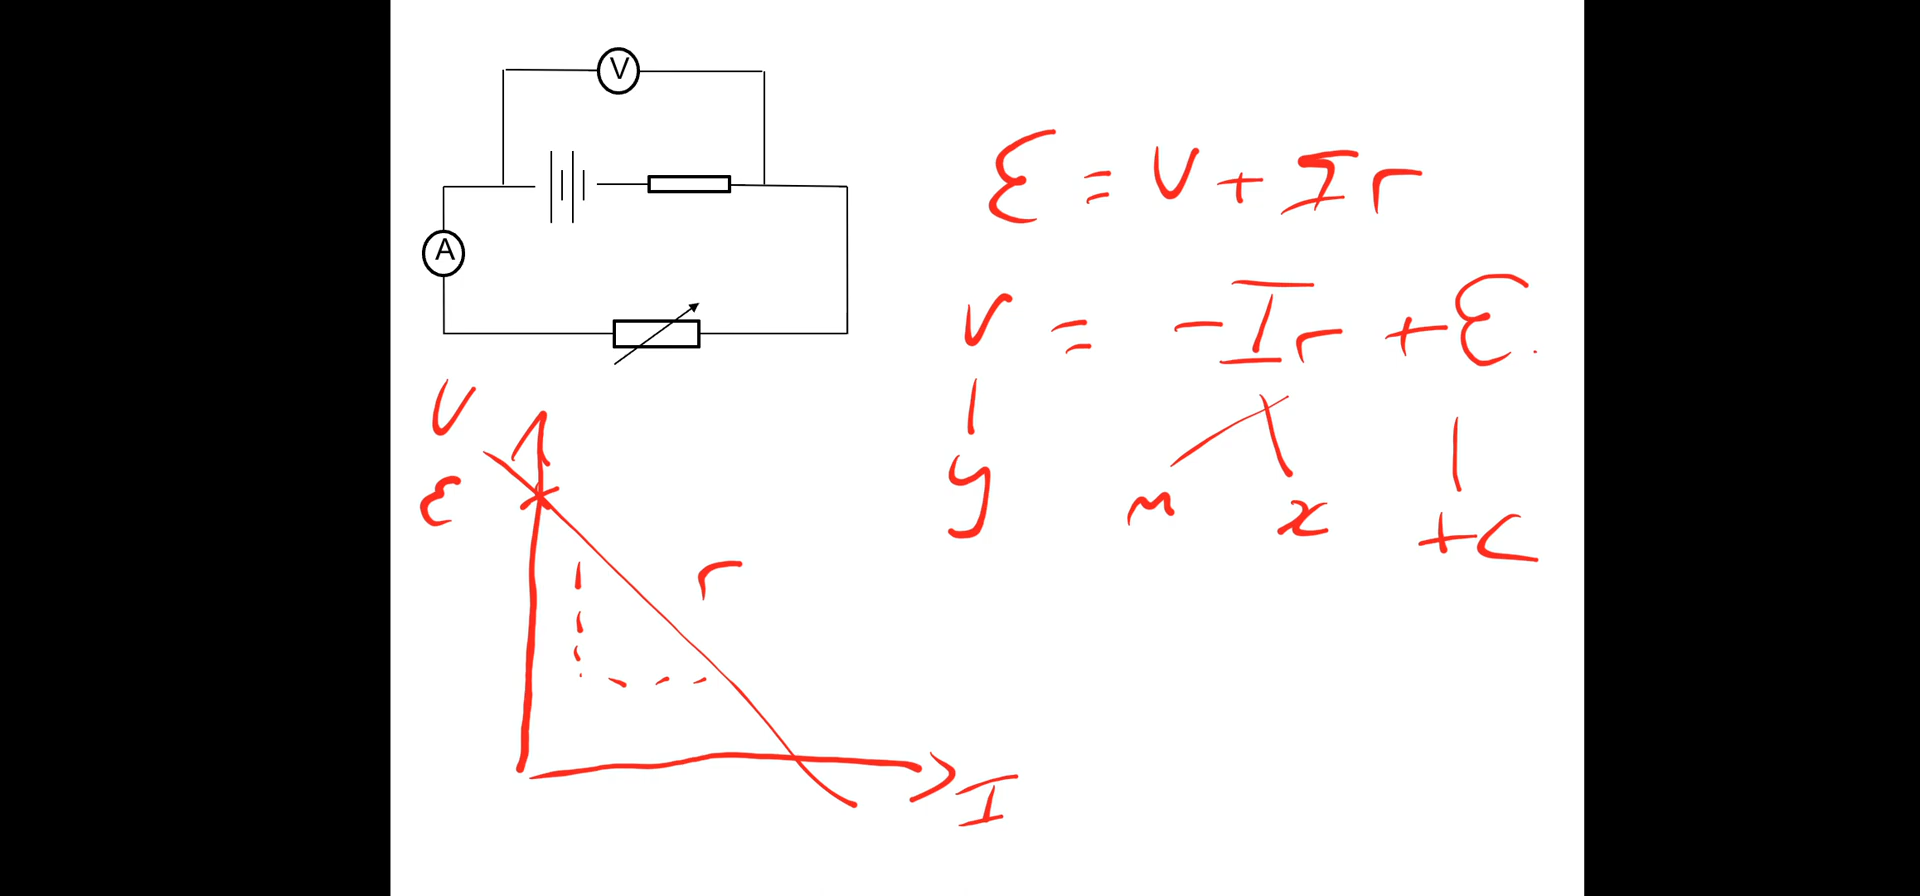 V
A
ε = V + Ir
V = -Ir + ε
y m x + c
V
ε
r
I